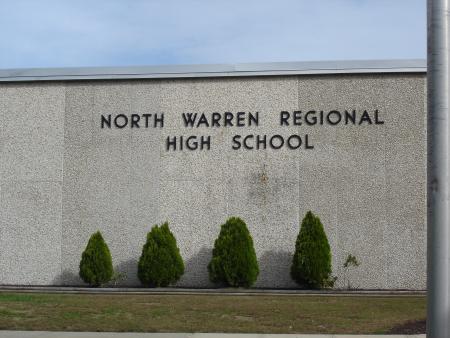 NORTH WARREN REGIONAL
HIGH SCHOOL